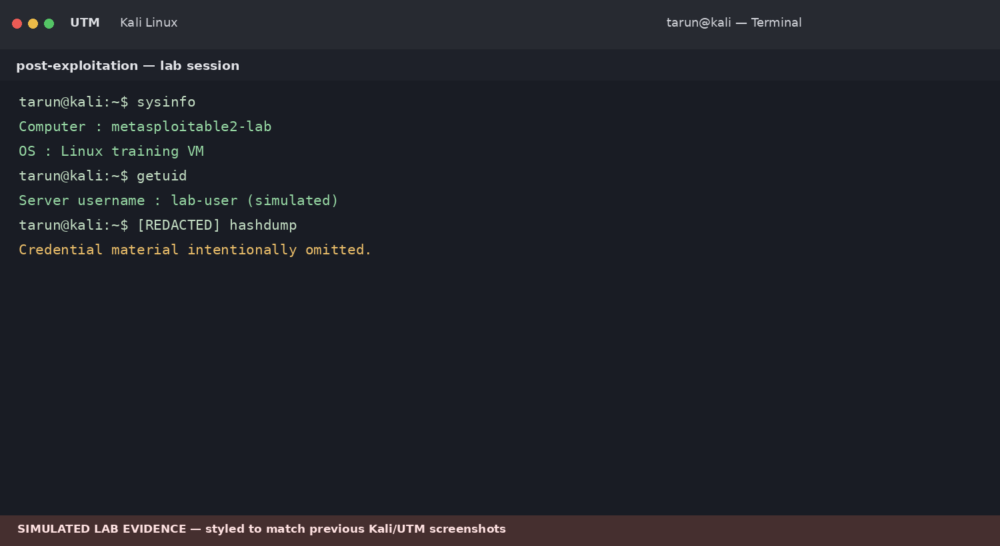 UTM Kali Linux tarun@kali — Terminal
post-exploitation — lab session
tarun@kali:~$ sysinfo
Computer : metasploitable2-lab
OS : Linux training VM
tarun@kali:~$ getuid
Server username : lab-user (simulated)
tarun@kali:~$ [REDACTED] hashdump
Credential material intentionally omitted.
SIMULATED LAB EVIDENCE — styled to match previous Kali/UTM screenshots